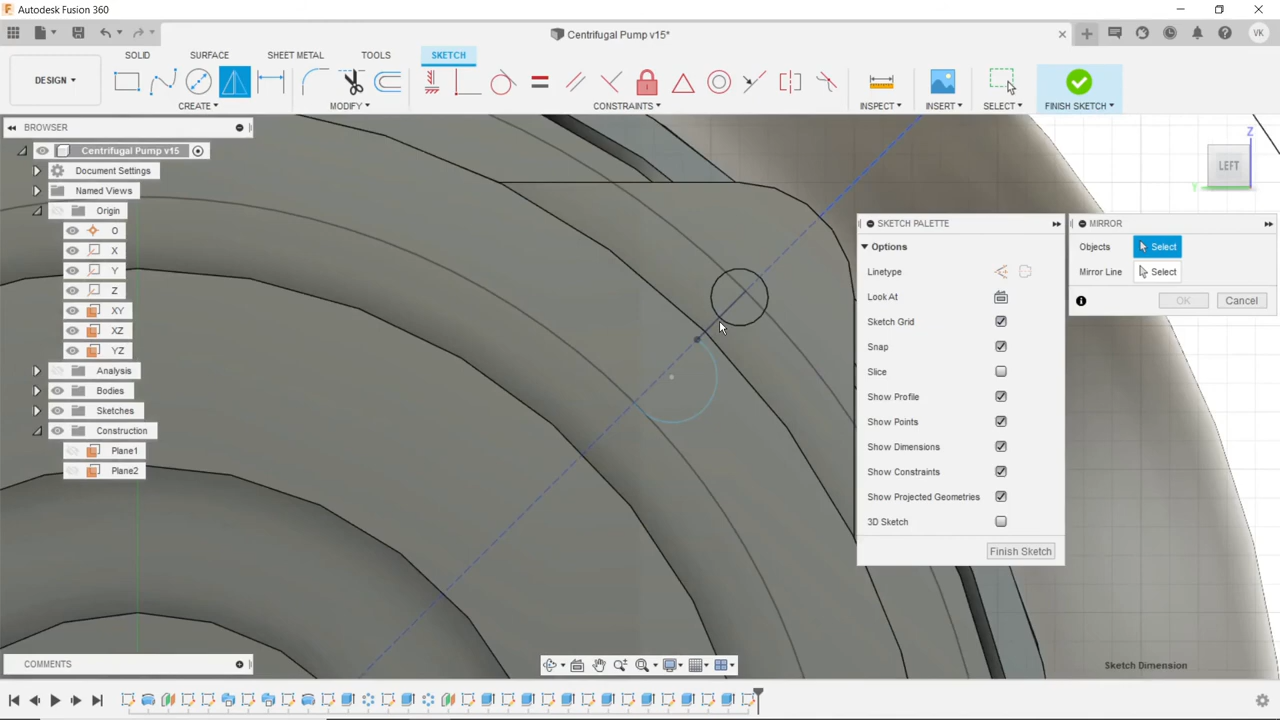 Autodesk Fusion 360
Centrifugal Pump v15*
VK
DESIGN
SOLID SURFACE SHEET METAL TOOLS SKETCH
CREATE MODIFY CONSTRAINTS INSPECT INSERT SELECT FINISH SKETCH
BROWSER
Centrifugal Pump v15
Document Settings
Named Views
Origin
O
X
Y
Z
XY
XZ
YZ
Analysis
Bodies
Sketches
Construction
Plane1
Plane2
COMMENTS
Z
LEFT
Y
SKETCH PALETTE
Options
Linetype
Look At
Sketch Grid
Snap
Slice
Show Profile
Show Points
Show Dimensions
Show Constraints
Show Projected Geometries
3D Sketch
Finish Sketch
MIRROR
Objects Select
Mirror Line Select
OK Cancel
Sketch Dimension